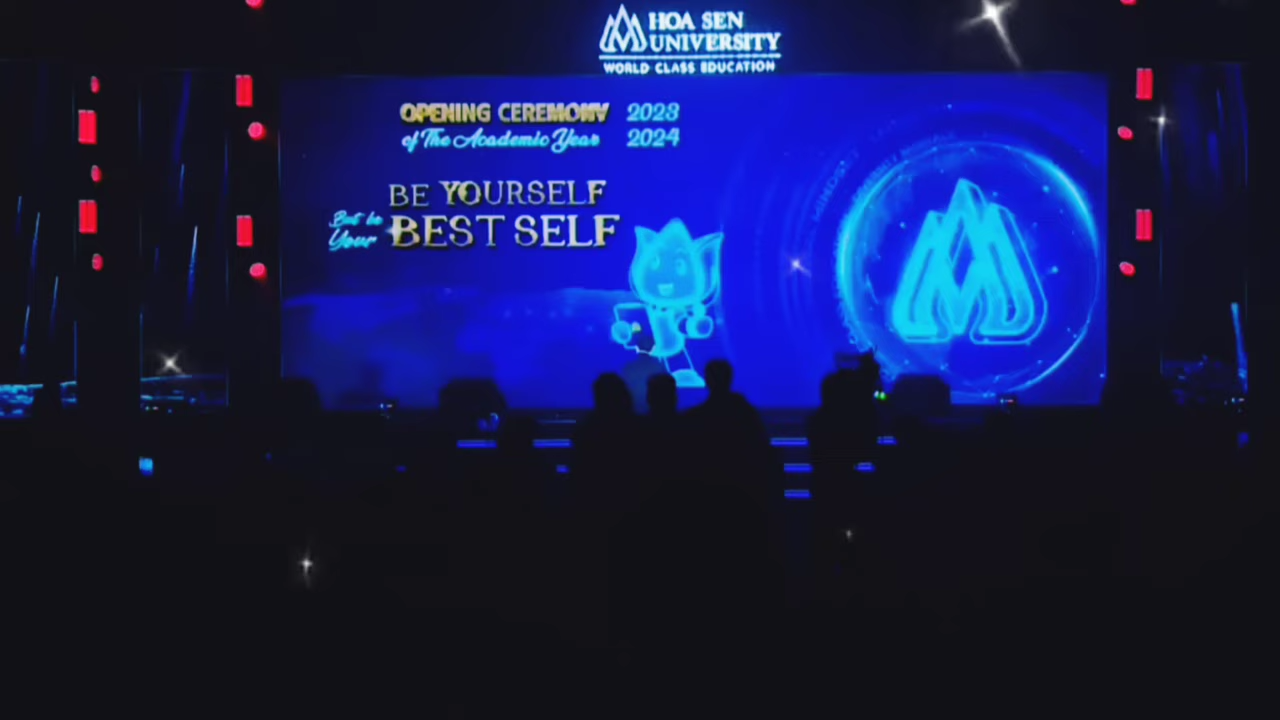 HOA SEN
UNIVERSITY
WORLD CLASS EDUCATION
OPENING CEREMONY 2023
of The Academic Year 2024
BE YOURSELF
But be
Your BEST SELF